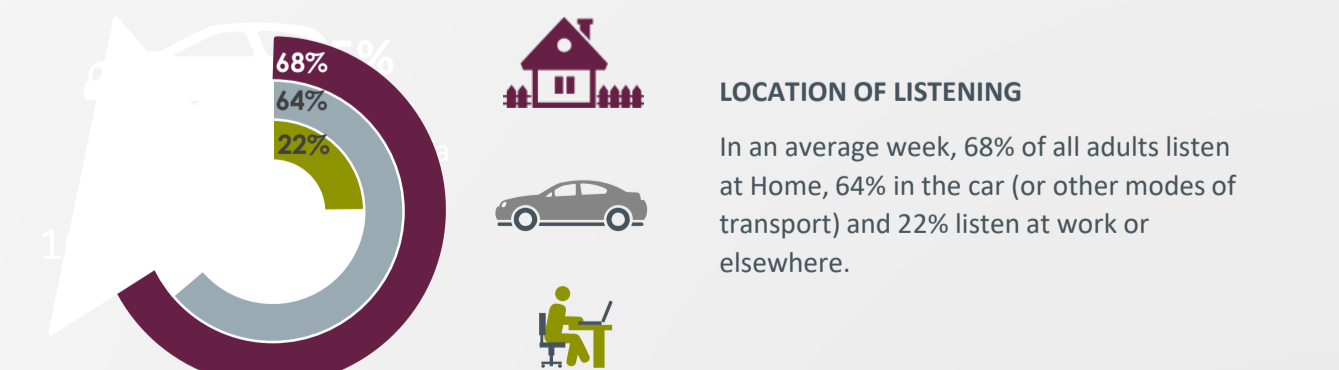 68%
64%
22%
LOCATION OF LISTENING
In an average week, 68% of all adults listen
at Home, 64% in the car (or other modes of
transport) and 22% listen at work or
elsewhere.